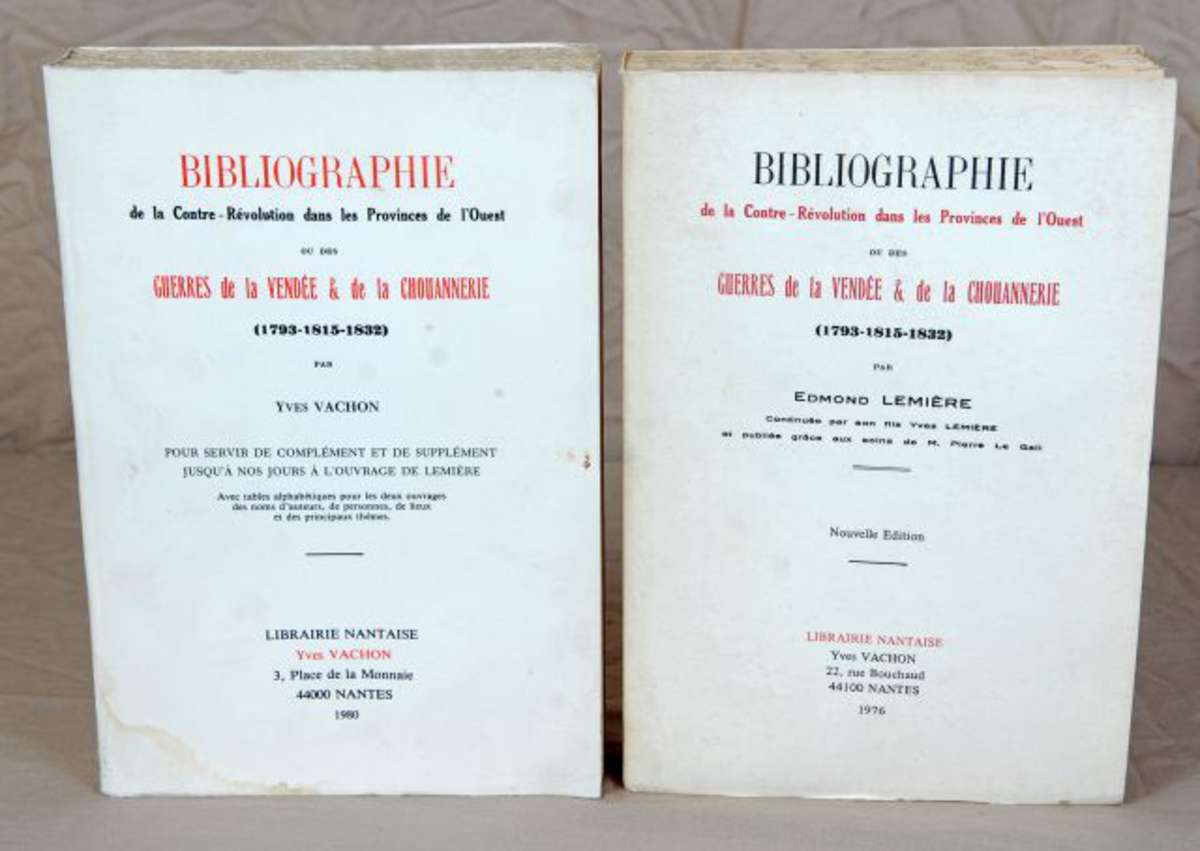 BIBLIOGRAPHIE
de la Contre-Révolution dans les Provinces de l'Ouest
OU DES
GUERRES de la VENDÉE & de la CHOUANNERIE
(1793-1815-1832)
PAR
YVES VACHON
POUR SERVIR DE COMPLÉMENT ET DE SUPPLÉMENT
JUSQU'À NOS JOURS À L'OUVRAGE DE LEMIÈRE
Avec tables alphabétiques pour les deux ouvrages
des noms d'auteurs, de personnes, de lieux
et des principaux thèmes.
LIBRAIRIE NANTAISE
Yves VACHON
3, Place de la Monnaie
44000 NANTES
1980
BIBLIOGRAPHIE
de la Contre-Révolution dans les Provinces de l'Ouest
OU DES
GUERRES de la VENDÉE & de la CHOUANNERIE
(1793-1815-1832)
PAR
EDMOND LEMIÈRE
Continuée par son fils Yves LEMIÈRE
et publiée grâce aux soins de M. Pierre Le Gall
Nouvelle Edition
LIBRAIRIE NANTAISE
Yves VACHON
22, rue Bouchaud
44100 NANTES
1976